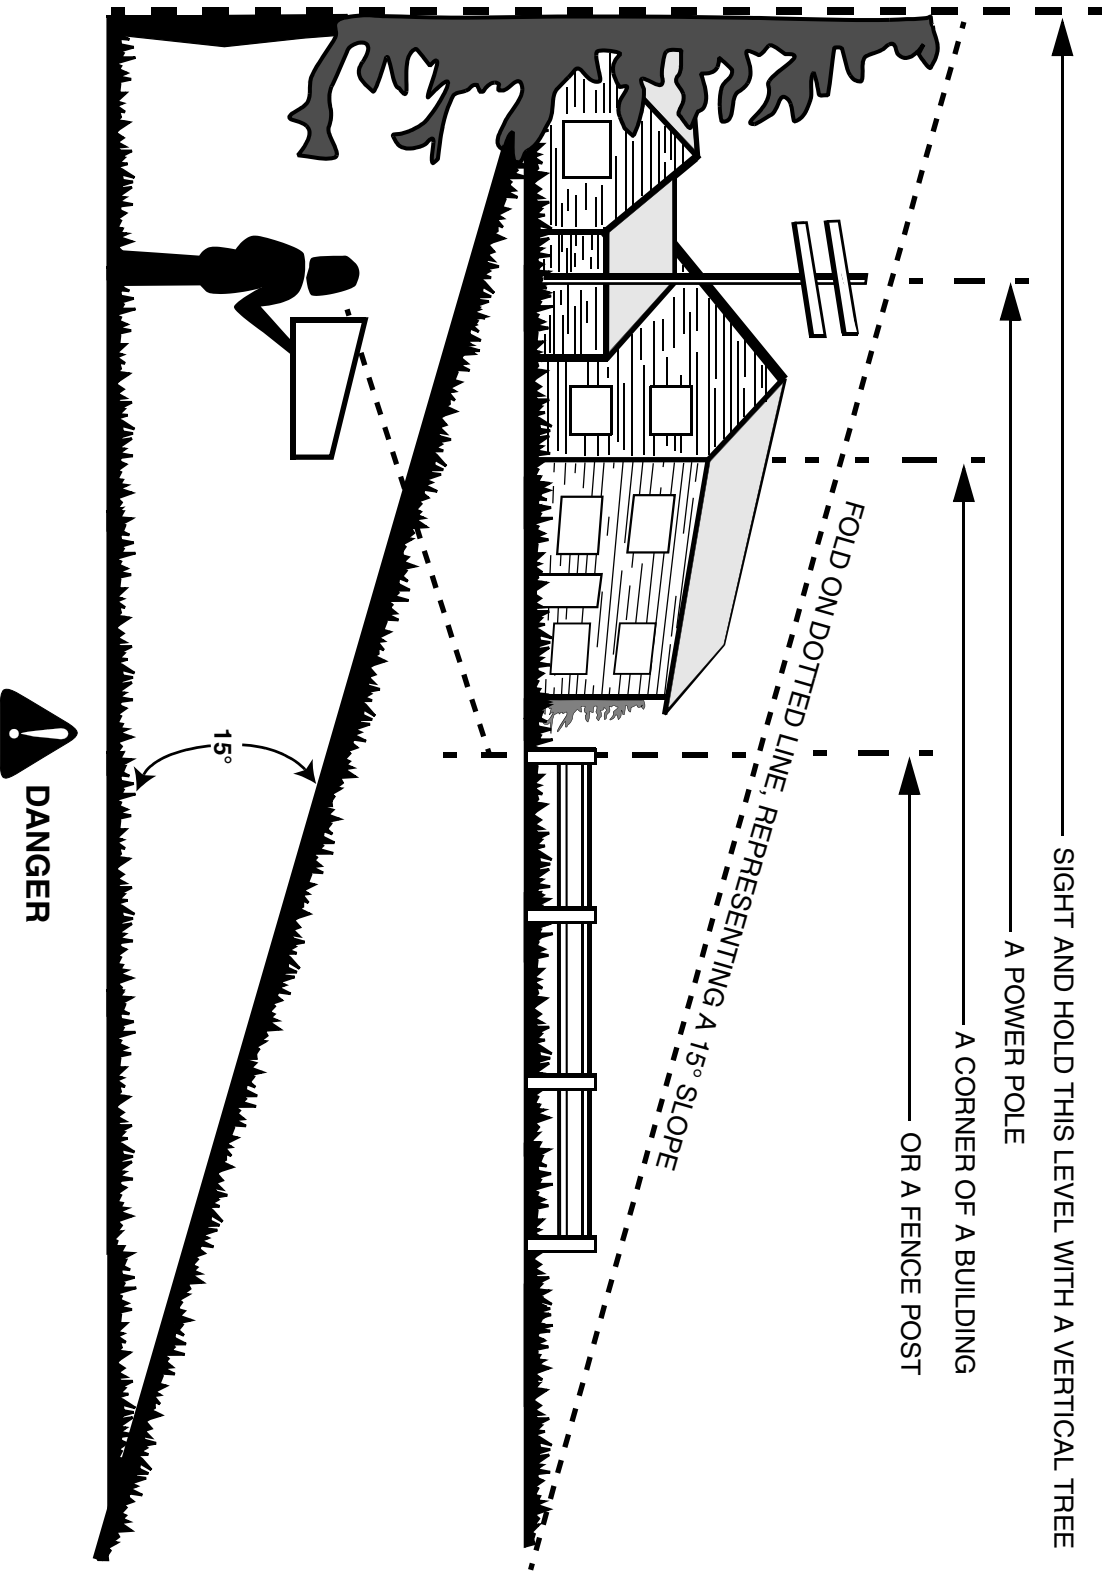 SIGHT AND HOLD THIS LEVEL WITH A VERTICAL TREE
A POWER POLE
A CORNER OF A BUILDING
OR A FENCE POST
FOLD ON DOTTED LINE, REPRESENTING A 15° SLOPE
15°
DANGER